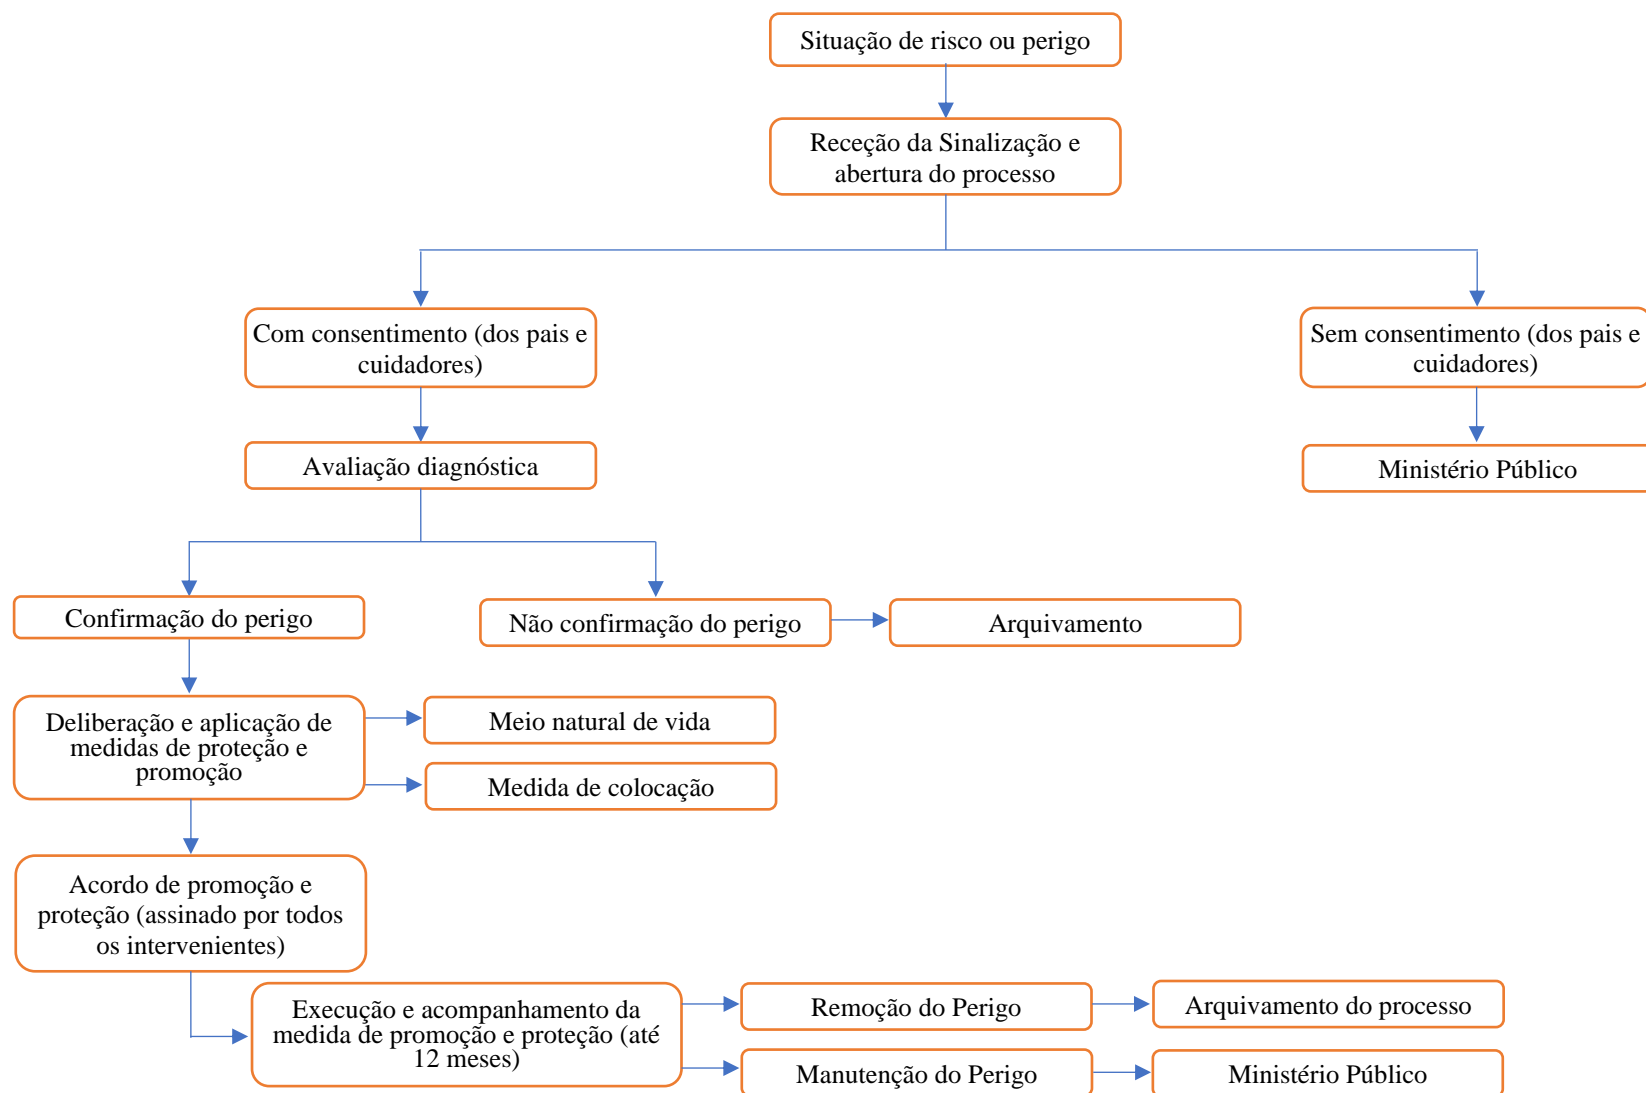 Situação de risco ou perigo
Receção da Sinalização e
abertura do processo
Com consentimento (dos pais e
cuidadores)
Sem consentimento (dos pais e
cuidadores)
Avaliação diagnóstica
Ministério Público
Confirmação do perigo
Não confirmação do perigo
Arquivamento
Deliberação e aplicação de
medidas de proteção e
promoção
Meio natural de vida
Medida de colocação
Acordo de promoção e
proteção (assinado por todos
os intervenientes)
Execução e acompanhamento da
medida de promoção e proteção (até
12 meses)
Remoção do Perigo
Arquivamento do processo
Manutenção do Perigo
Ministério Público